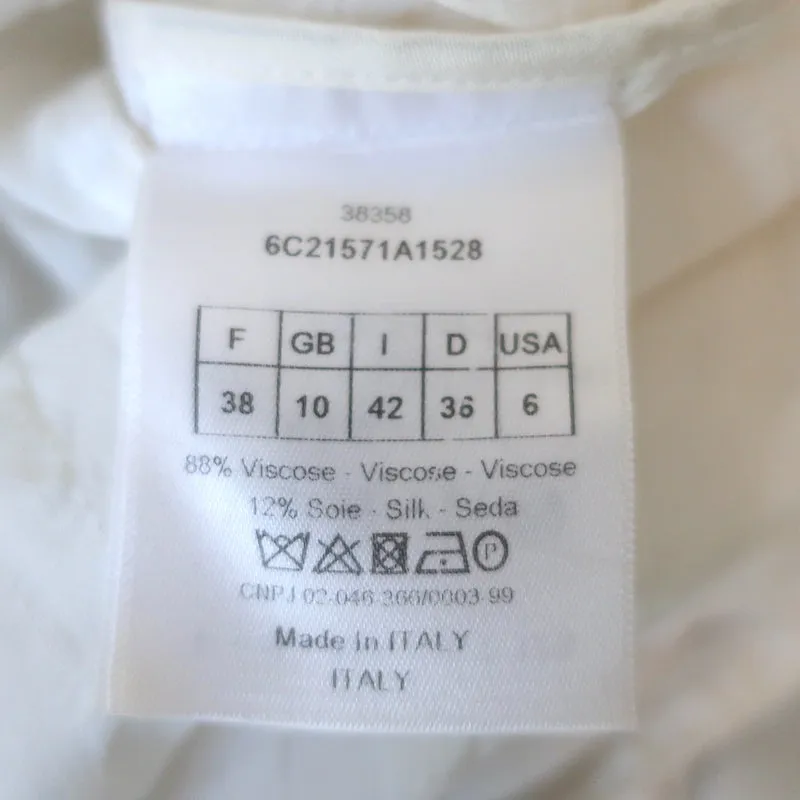 38358
6C21571A1528
F GB I D USA
38 10 42 36 6
88% Viscose - Viscose - Viscose
12% Soie - Silk - Seda
P
CNPJ 02-046-366/0003-99
Made in ITALY
ITALY